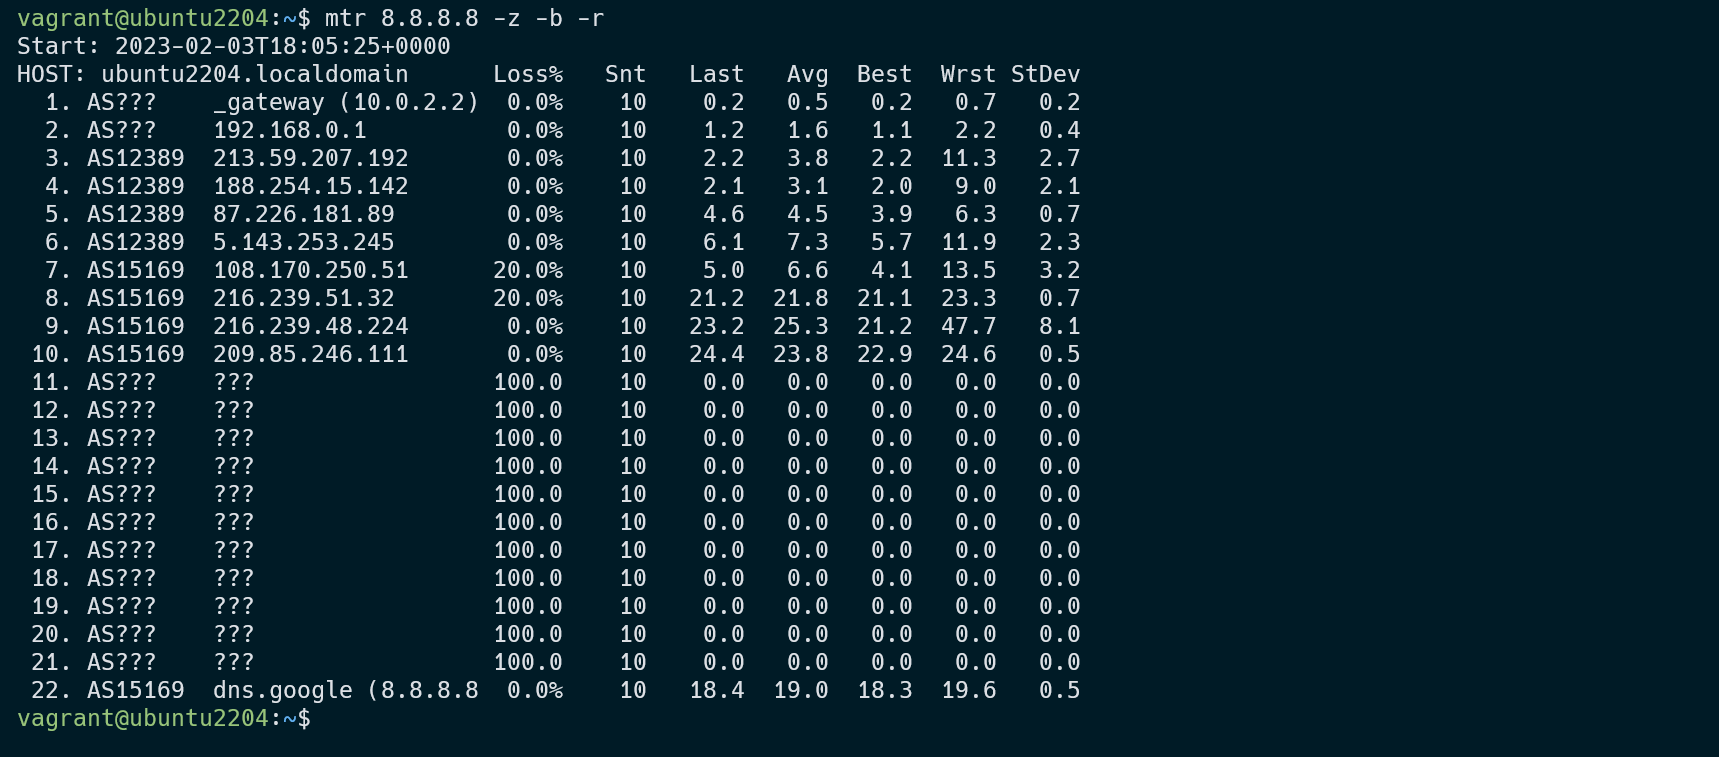 vagrant@ubuntu2204:~$ mtr 8.8.8.8 -z -b -r
Start: 2023-02-03T18:05:25+0000
HOST: ubuntu2204.localdomain      Loss%   Snt   Last   Avg  Best  Wrst StDev
  1. AS???    _gateway (10.0.2.2)  0.0%    10    0.2   0.5   0.2   0.7   0.2
  2. AS???    192.168.0.1          0.0%    10    1.2   1.6   1.1   2.2   0.4
  3. AS12389  213.59.207.192       0.0%    10    2.2   3.8   2.2  11.3   2.7
  4. AS12389  188.254.15.142       0.0%    10    2.1   3.1   2.0   9.0   2.1
  5. AS12389  87.226.181.89        0.0%    10    4.6   4.5   3.9   6.3   0.7
  6. AS12389  5.143.253.245        0.0%    10    6.1   7.3   5.7  11.9   2.3
  7. AS15169  108.170.250.51      20.0%    10    5.0   6.6   4.1  13.5   3.2
  8. AS15169  216.239.51.32       20.0%    10   21.2  21.8  21.1  23.3   0.7
  9. AS15169  216.239.48.224       0.0%    10   23.2  25.3  21.2  47.7   8.1
 10. AS15169  209.85.246.111       0.0%    10   24.4  23.8  22.9  24.6   0.5
 11. AS???    ???                 100.0    10    0.0   0.0   0.0   0.0   0.0
 12. AS???    ???                 100.0    10    0.0   0.0   0.0   0.0   0.0
 13. AS???    ???                 100.0    10    0.0   0.0   0.0   0.0   0.0
 14. AS???    ???                 100.0    10    0.0   0.0   0.0   0.0   0.0
 15. AS???    ???                 100.0    10    0.0   0.0   0.0   0.0   0.0
 16. AS???    ???                 100.0    10    0.0   0.0   0.0   0.0   0.0
 17. AS???    ???                 100.0    10    0.0   0.0   0.0   0.0   0.0
 18. AS???    ???                 100.0    10    0.0   0.0   0.0   0.0   0.0
 19. AS???    ???                 100.0    10    0.0   0.0   0.0   0.0   0.0
 20. AS???    ???                 100.0    10    0.0   0.0   0.0   0.0   0.0
 21. AS???    ???                 100.0    10    0.0   0.0   0.0   0.0   0.0
 22. AS15169  dns.google (8.8.8.8  0.0%    10   18.4  19.0  18.3  19.6   0.5
vagrant@ubuntu2204:~$